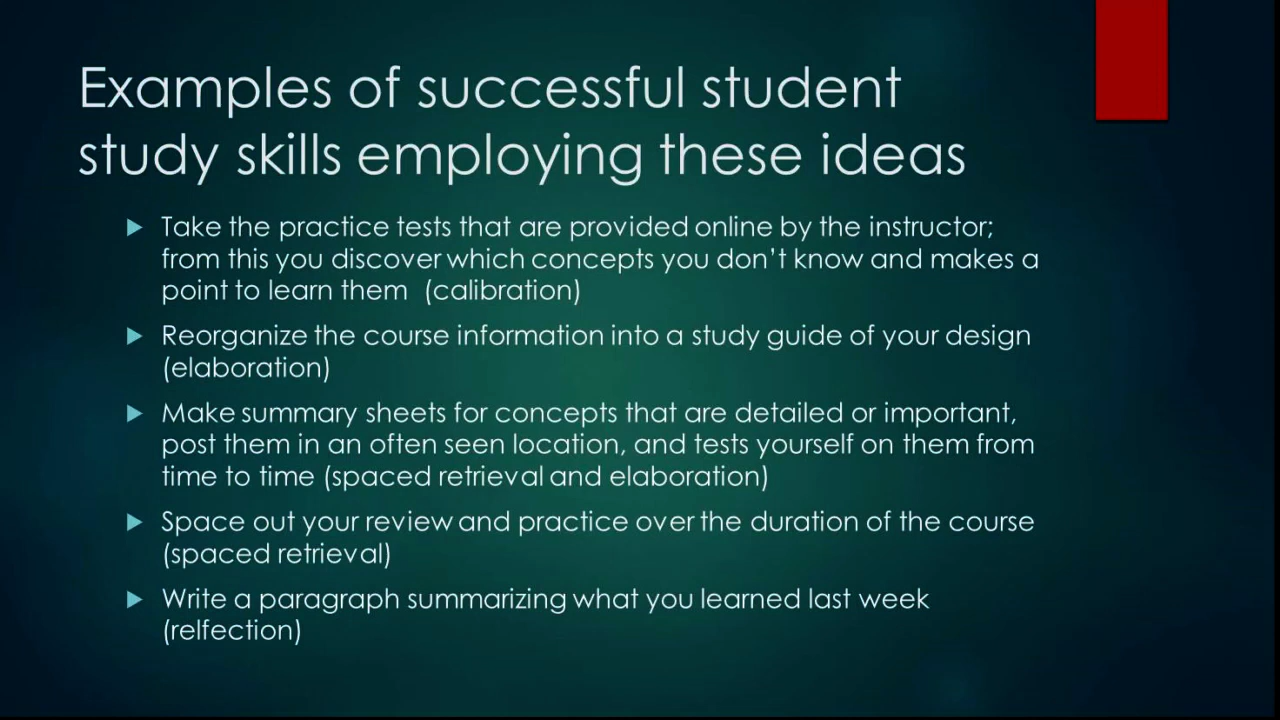 Examples of successful student
study skills employing these ideas
Take the practice tests that are provided online by the instructor;
from this you discover which concepts you don't know and makes a
point to learn them (calibration)
Reorganize the course information into a study guide of your design
(elaboration)
Make summary sheets for concepts that are detailed or important,
post them in an often seen location, and tests yourself on them from
time to time (spaced retrieval and elaboration)
Space out your review and practice over the duration of the course
(spaced retrieval)
Write a paragraph summarizing what you learned last week
(relfection)